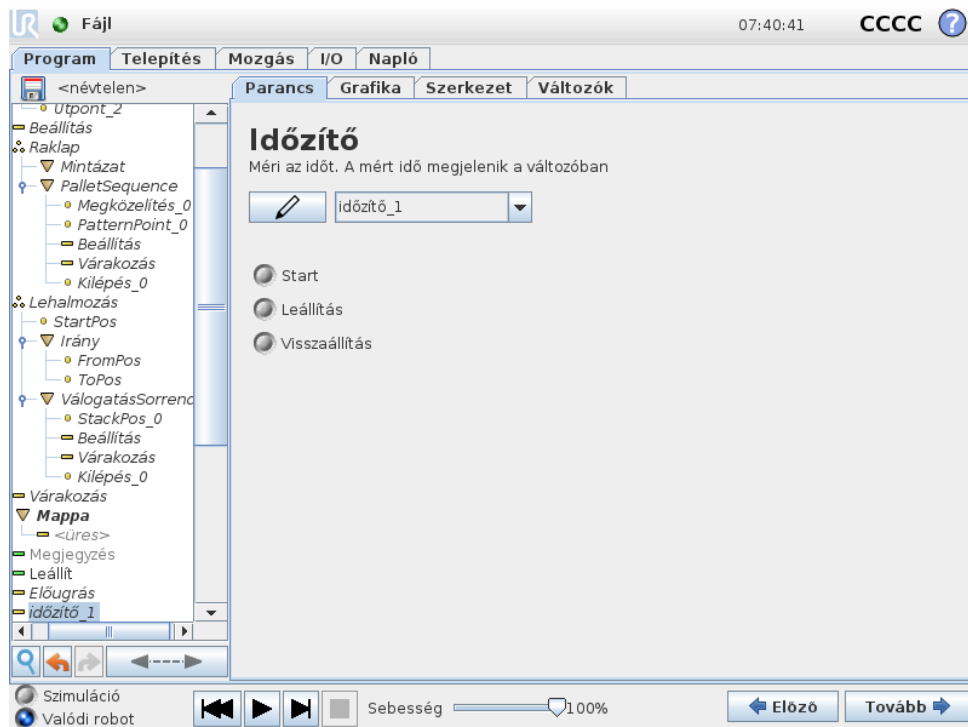 UR Fájl 07:40:41 CCCC ?
Program Telepítés Mozgás I/O Napló
<névtelen>
Parancs Grafika Szerkezet Változók
Útpont_2
Beállítás
Raklap
Mintázat
PalletSequence
Megközelítés_0
PatternPoint_0
Beállítás
Várakozás
Kilépés_0
Lehalmozás
StartPos
Irány
FromPos
ToPos
VálogatásSorrend
StackPos_0
Beállítás
Várakozás
Kilépés_0
Várakozás
Mappa
<üres>
Megjegyzés
Leállít
Előugrás
időzítő_1
Időzítő
Méri az időt. A mért idő megjelenik a változóban
időzítő_1
Start
Leállítás
Visszaállítás
Szimuláció
Valódi robot
Sebesség 100%
Előző
Tovább